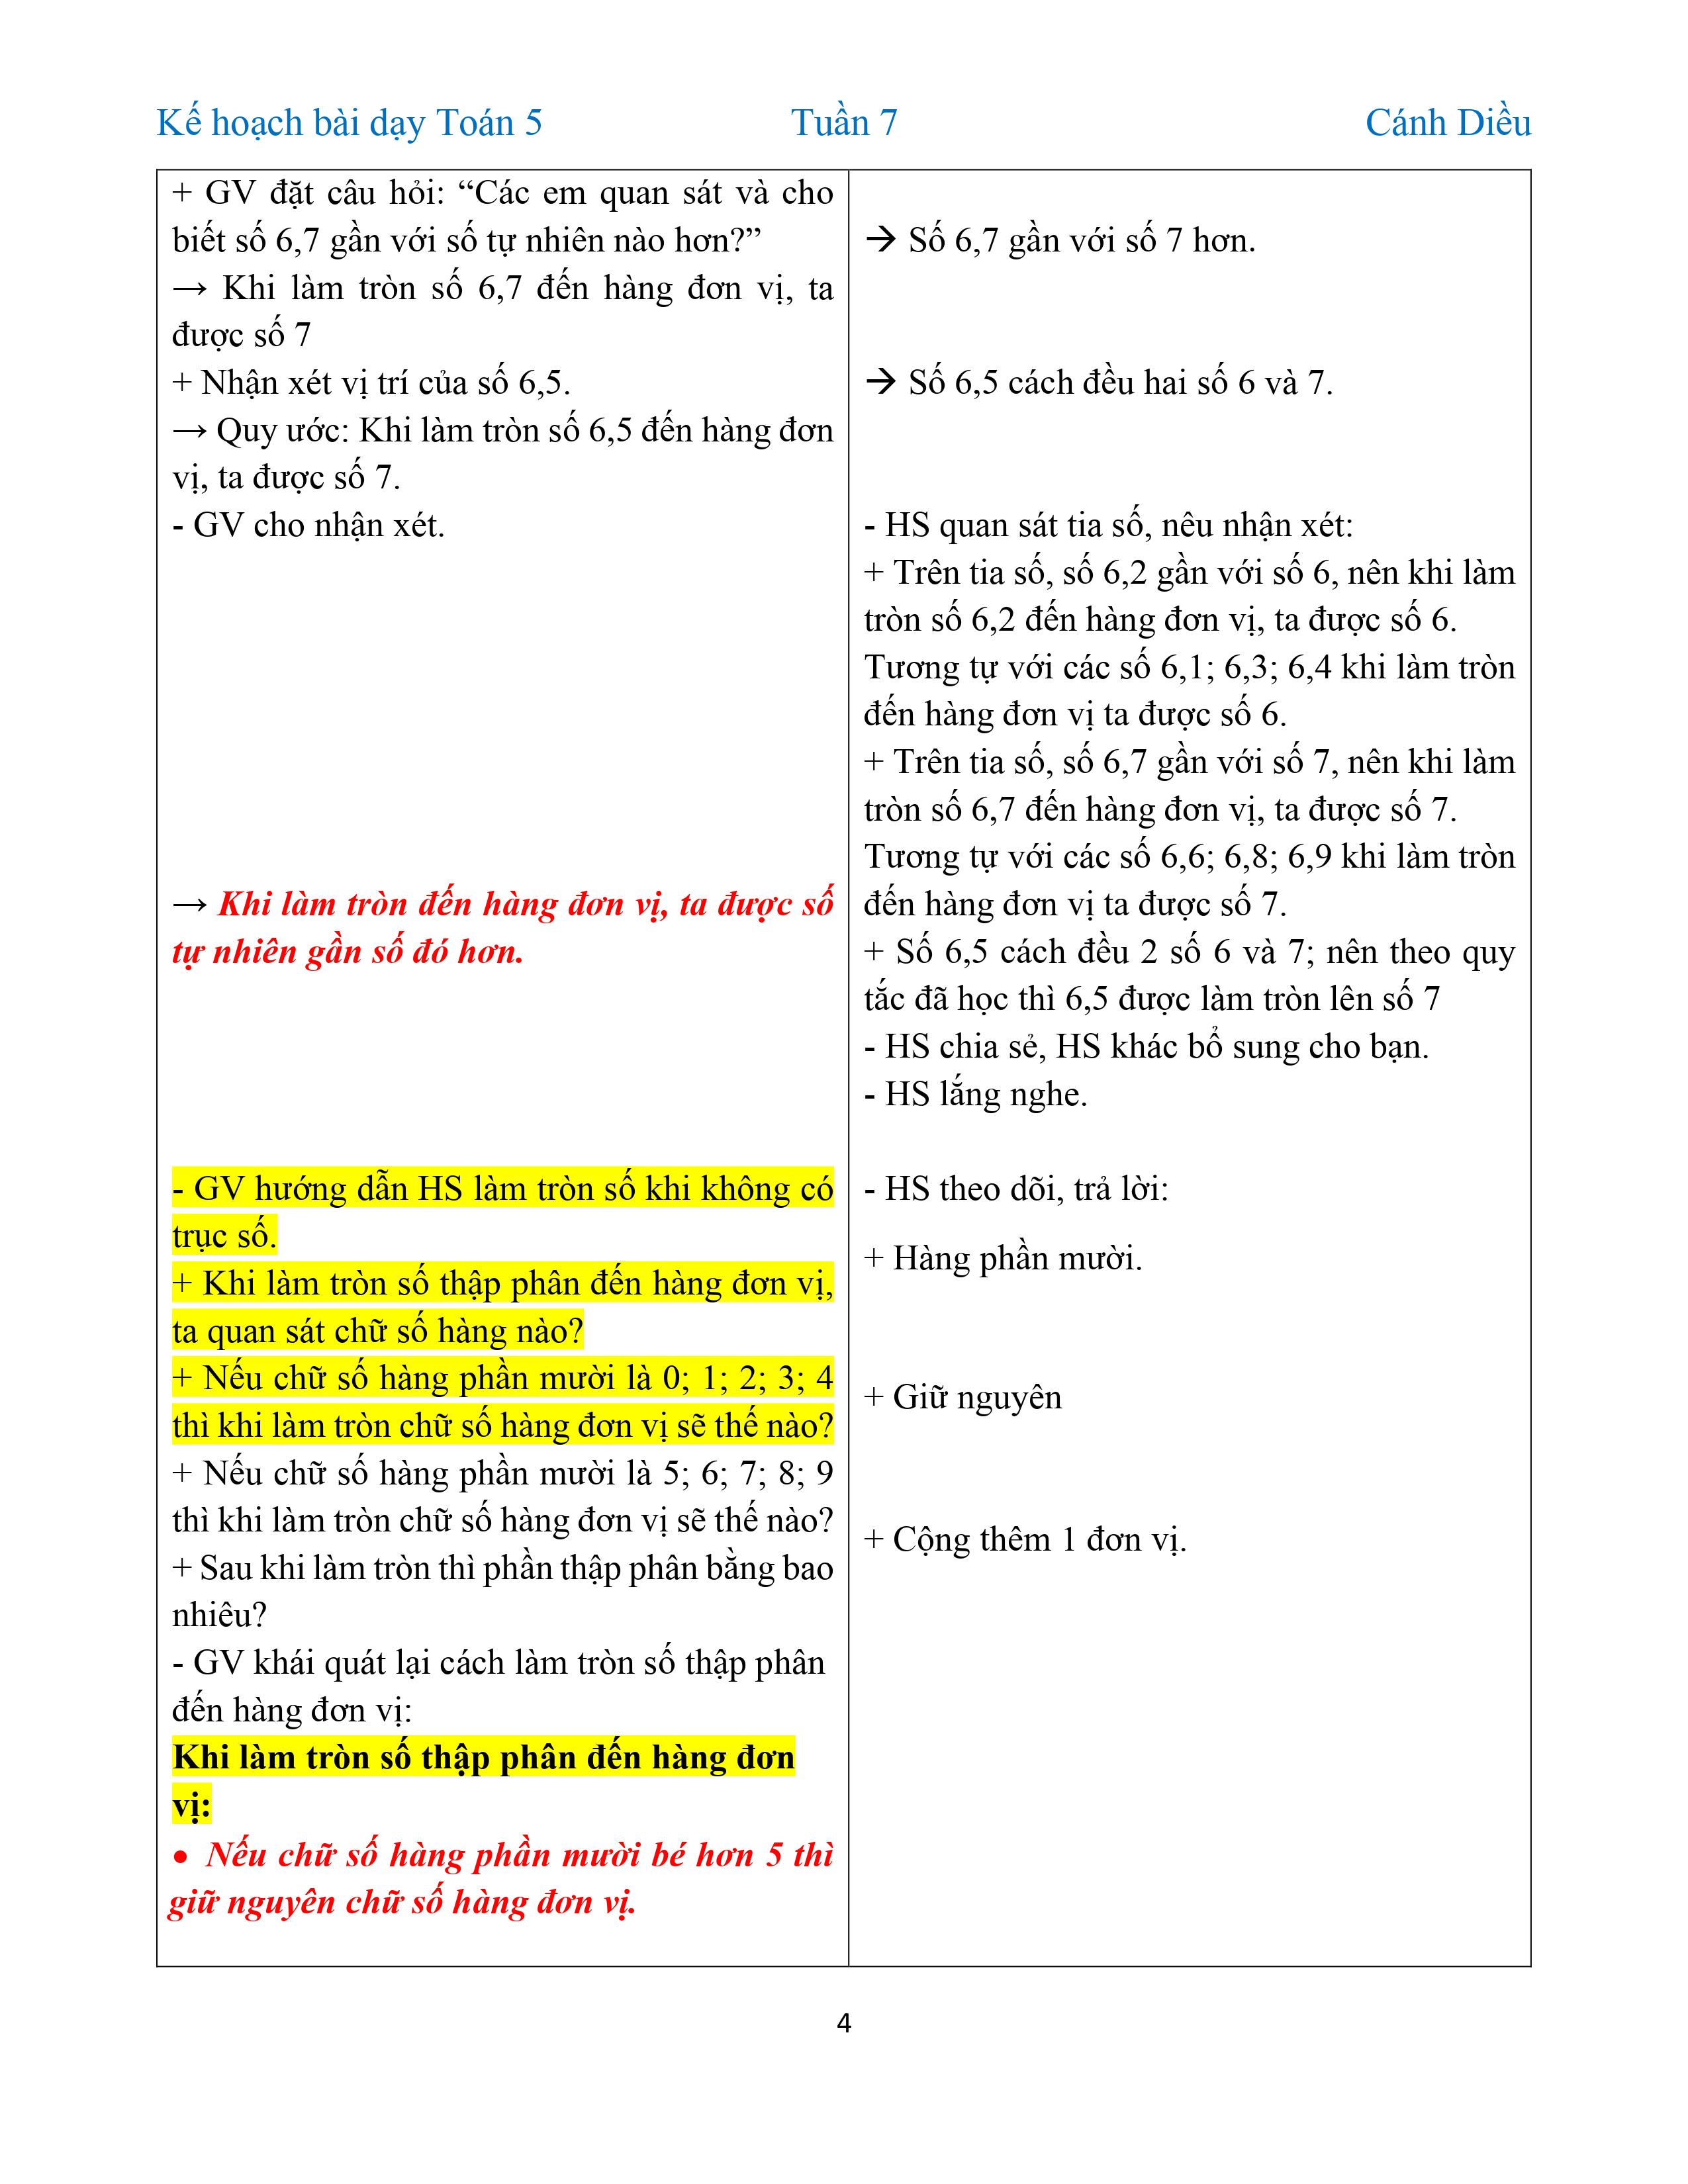 Kế hoạch bài dạy Toán 5 Tuần 7 Cánh Diều
+ GV đặt câu hỏi: “Các em quan sát và cho
biết số 6,7 gần với số tự nhiên nào hơn?”
→ Khi làm tròn số 6,7 đến hàng đơn vị, ta
được số 7
+ Nhận xét vị trí của số 6,5.
→ Quy ước: Khi làm tròn số 6,5 đến hàng đơn
vị, ta được số 7.
- GV cho nhận xét.
→ Khi làm tròn đến hàng đơn vị, ta được số
tự nhiên gần số đó hơn.
- GV hướng dẫn HS làm tròn số khi không có
trục số.
+ Khi làm tròn số thập phân đến hàng đơn vị,
ta quan sát chữ số hàng nào?
+ Nếu chữ số hàng phần mười là 0; 1; 2; 3; 4
thì khi làm tròn chữ số hàng đơn vị sẽ thế nào?
+ Nếu chữ số hàng phần mười là 5; 6; 7; 8; 9
thì khi làm tròn chữ số hàng đơn vị sẽ thế nào?
+ Sau khi làm tròn thì phần thập phân bằng bao
nhiêu?
- GV khái quát lại cách làm tròn số thập phân
đến hàng đơn vị:
Khi làm tròn số thập phân đến hàng đơn
vị:
• Nếu chữ số hàng phần mười bé hơn 5 thì
giữ nguyên chữ số hàng đơn vị.
→ Số 6,7 gần với số 7 hơn.
→ Số 6,5 cách đều hai số 6 và 7.
- HS quan sát tia số, nêu nhận xét:
+ Trên tia số, số 6,2 gần với số 6, nên khi làm
tròn số 6,2 đến hàng đơn vị, ta được số 6.
Tương tự với các số 6,1; 6,3; 6,4 khi làm tròn
đến hàng đơn vị ta được số 6.
+ Trên tia số, số 6,7 gần với số 7, nên khi làm
tròn số 6,7 đến hàng đơn vị, ta được số 7.
Tương tự với các số 6,6; 6,8; 6,9 khi làm tròn
đến hàng đơn vị ta được số 7.
+ Số 6,5 cách đều 2 số 6 và 7; nên theo quy
tắc đã học thì 6,5 được làm tròn lên số 7
- HS chia sẻ, HS khác bổ sung cho bạn.
- HS lắng nghe.
- HS theo dõi, trả lời:
+ Hàng phần mười.
+ Giữ nguyên
+ Cộng thêm 1 đơn vị.
4